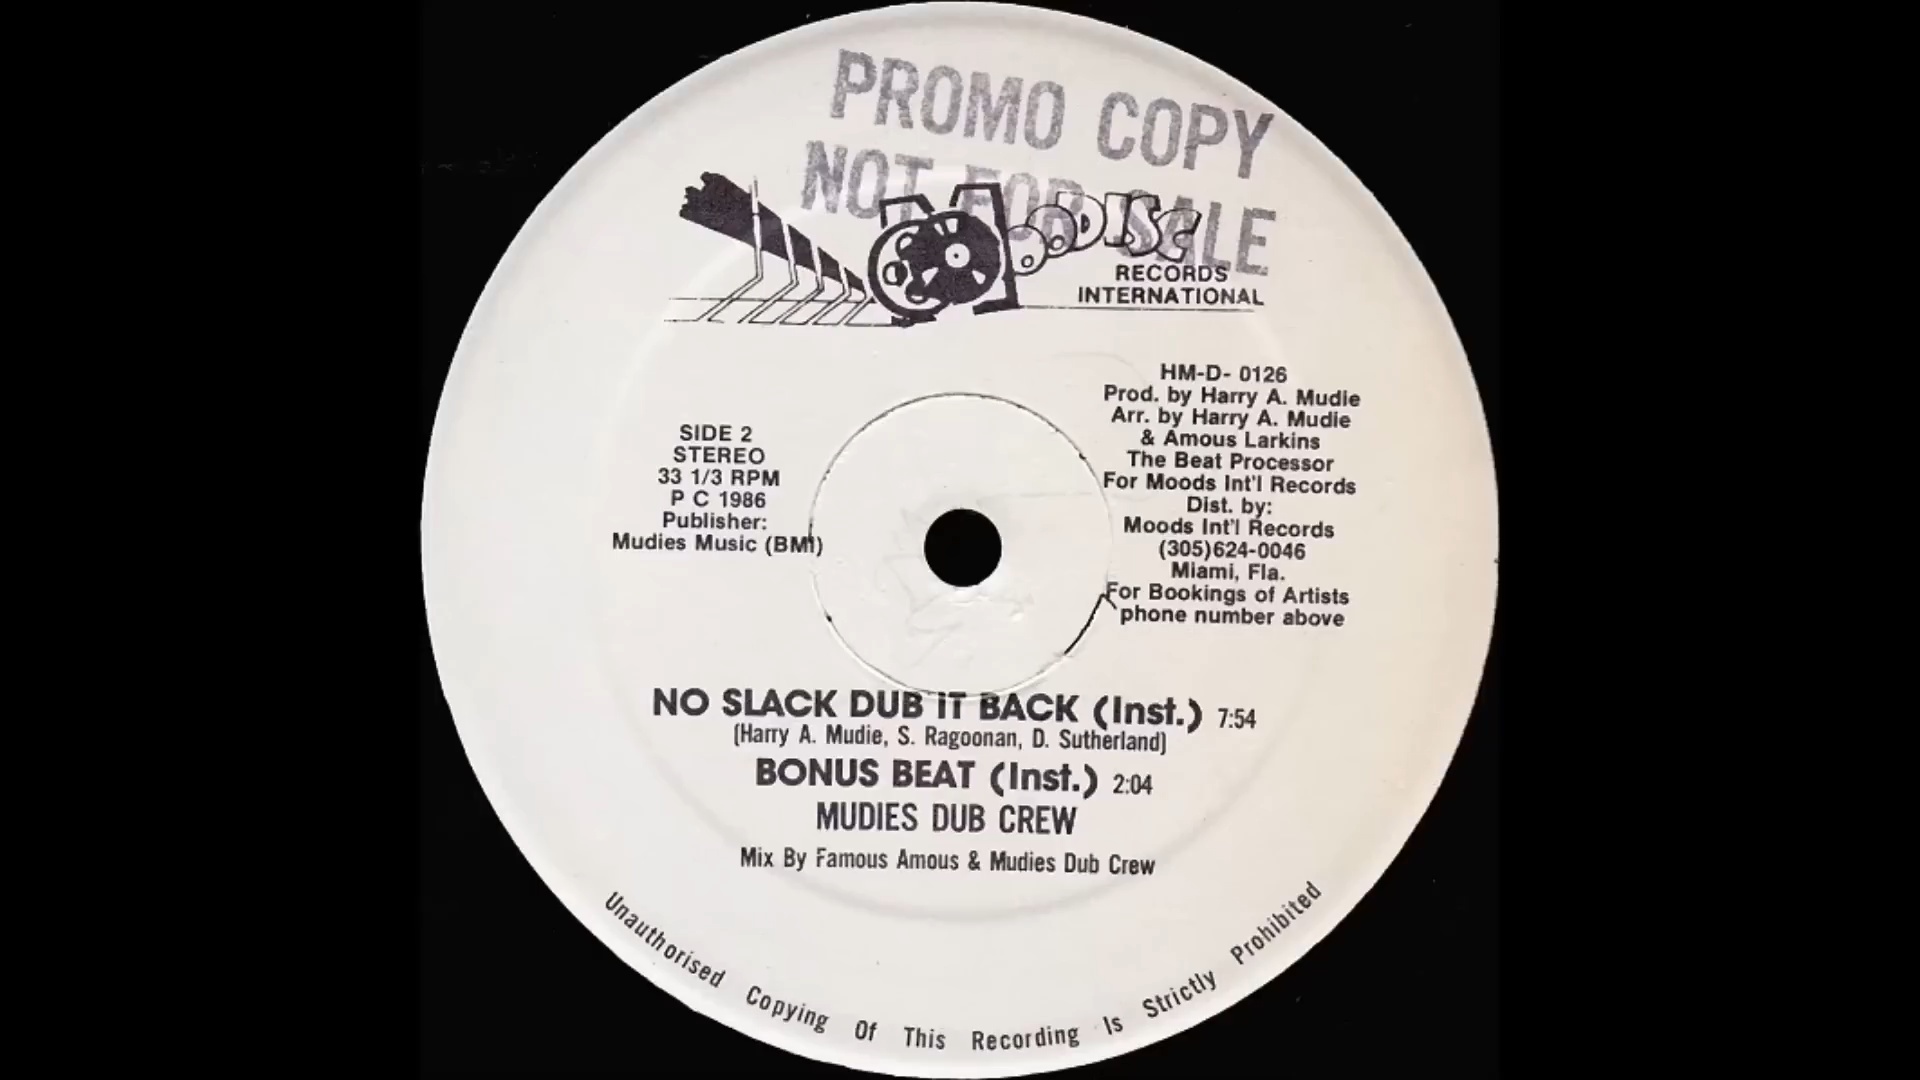 PROMO COPY
NOT FOR SALE
MOODISC
RECORDS
INTERNATIONAL
SIDE 2
STEREO
33 1/3 RPM
P C 1986
Publisher:
Mudies Music (BMI)
HM-D- 0126
Prod. by Harry A. Mudie
Arr. by Harry A. Mudie
& Amous Larkins
The Beat Processor
For Moods Int'l Records
Dist. by:
Moods Int'l Records
(305)624-0046
Miami, Fla.
For Bookings of Artists
phone number above
NO SLACK DUB IT BACK (Inst.) 7:54
(Harry A. Mudie, S. Ragoonan, D. Sutherland)
BONUS BEAT (Inst.) 2:04
MUDIES DUB CREW
Mix By Famous Amous & Mudies Dub Crew
Unauthorised Copying Of This Recording Is Strictly Prohibited